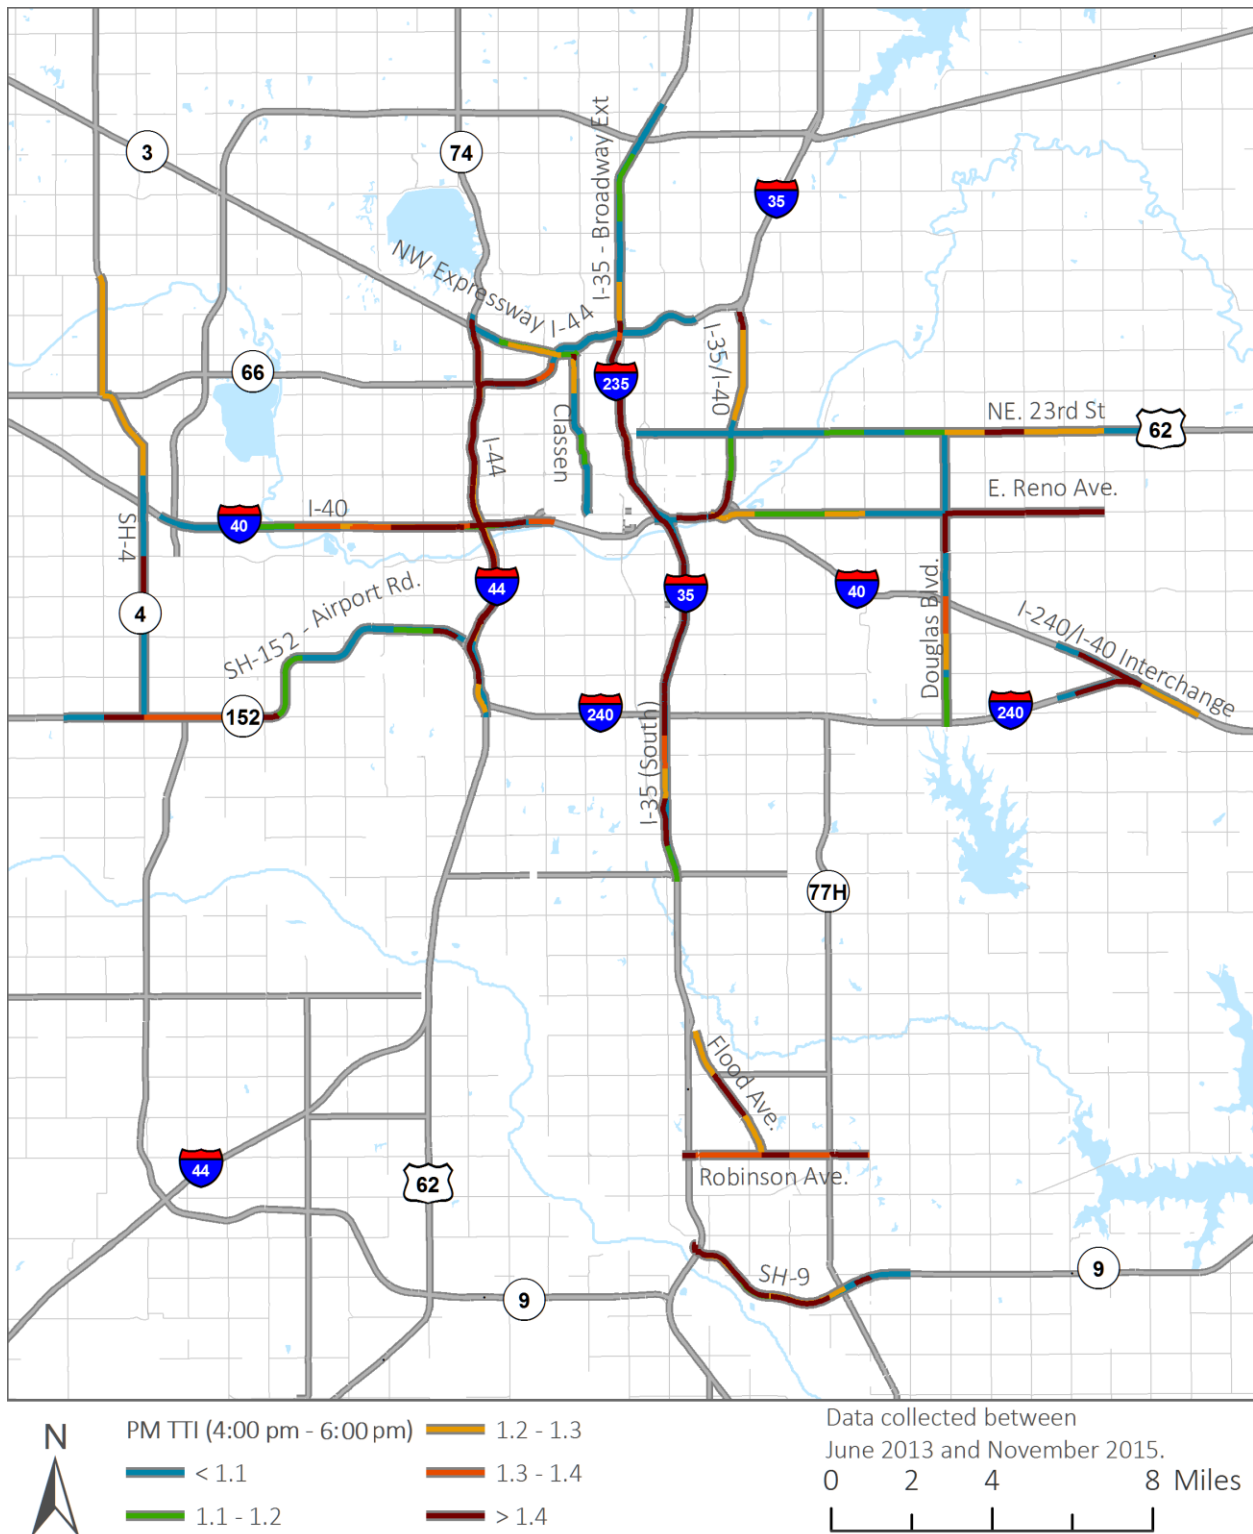 I-35 - Broadway Ext
3
74
35
NW Expressway
I-44
I-35/I-40
66
235
Classen
NE. 23rd St
62
I-44
E. Reno Ave.
I-40
40
SH-4
44
35
40
4
SH-152 - Airport Rd.
Douglas Blvd.
I-240/I-40 Interchange
152
240
240
I-35 (South)
77H
Flood Ave.
44
62
Robinson Ave.
SH-9
9
9
N
PM TTI (4:00 pm - 6:00 pm)
< 1.1
1.1 - 1.2
1.2 - 1.3
1.3 - 1.4
> 1.4
Data collected between
June 2013 and November 2015.
0 2 4 8 Miles